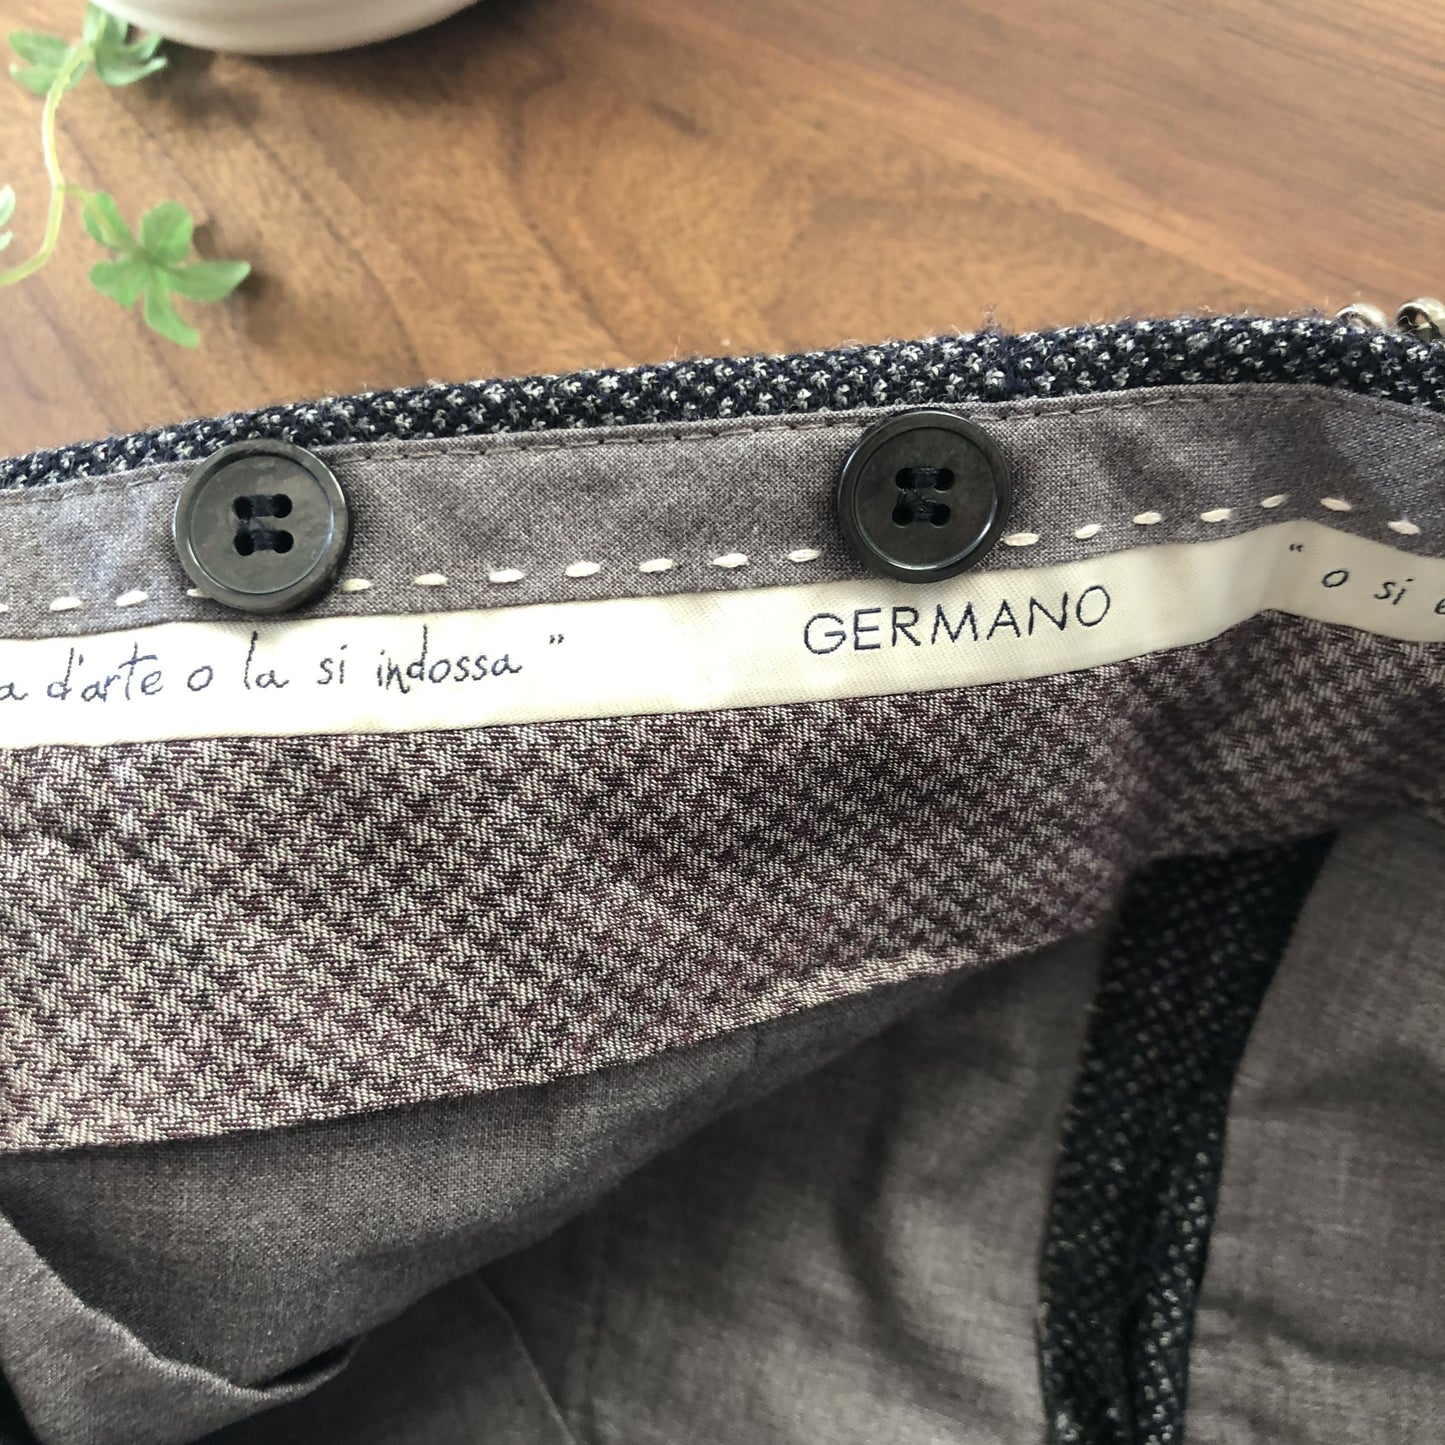 a d'arte o la si indossa " GERMANO " o si e